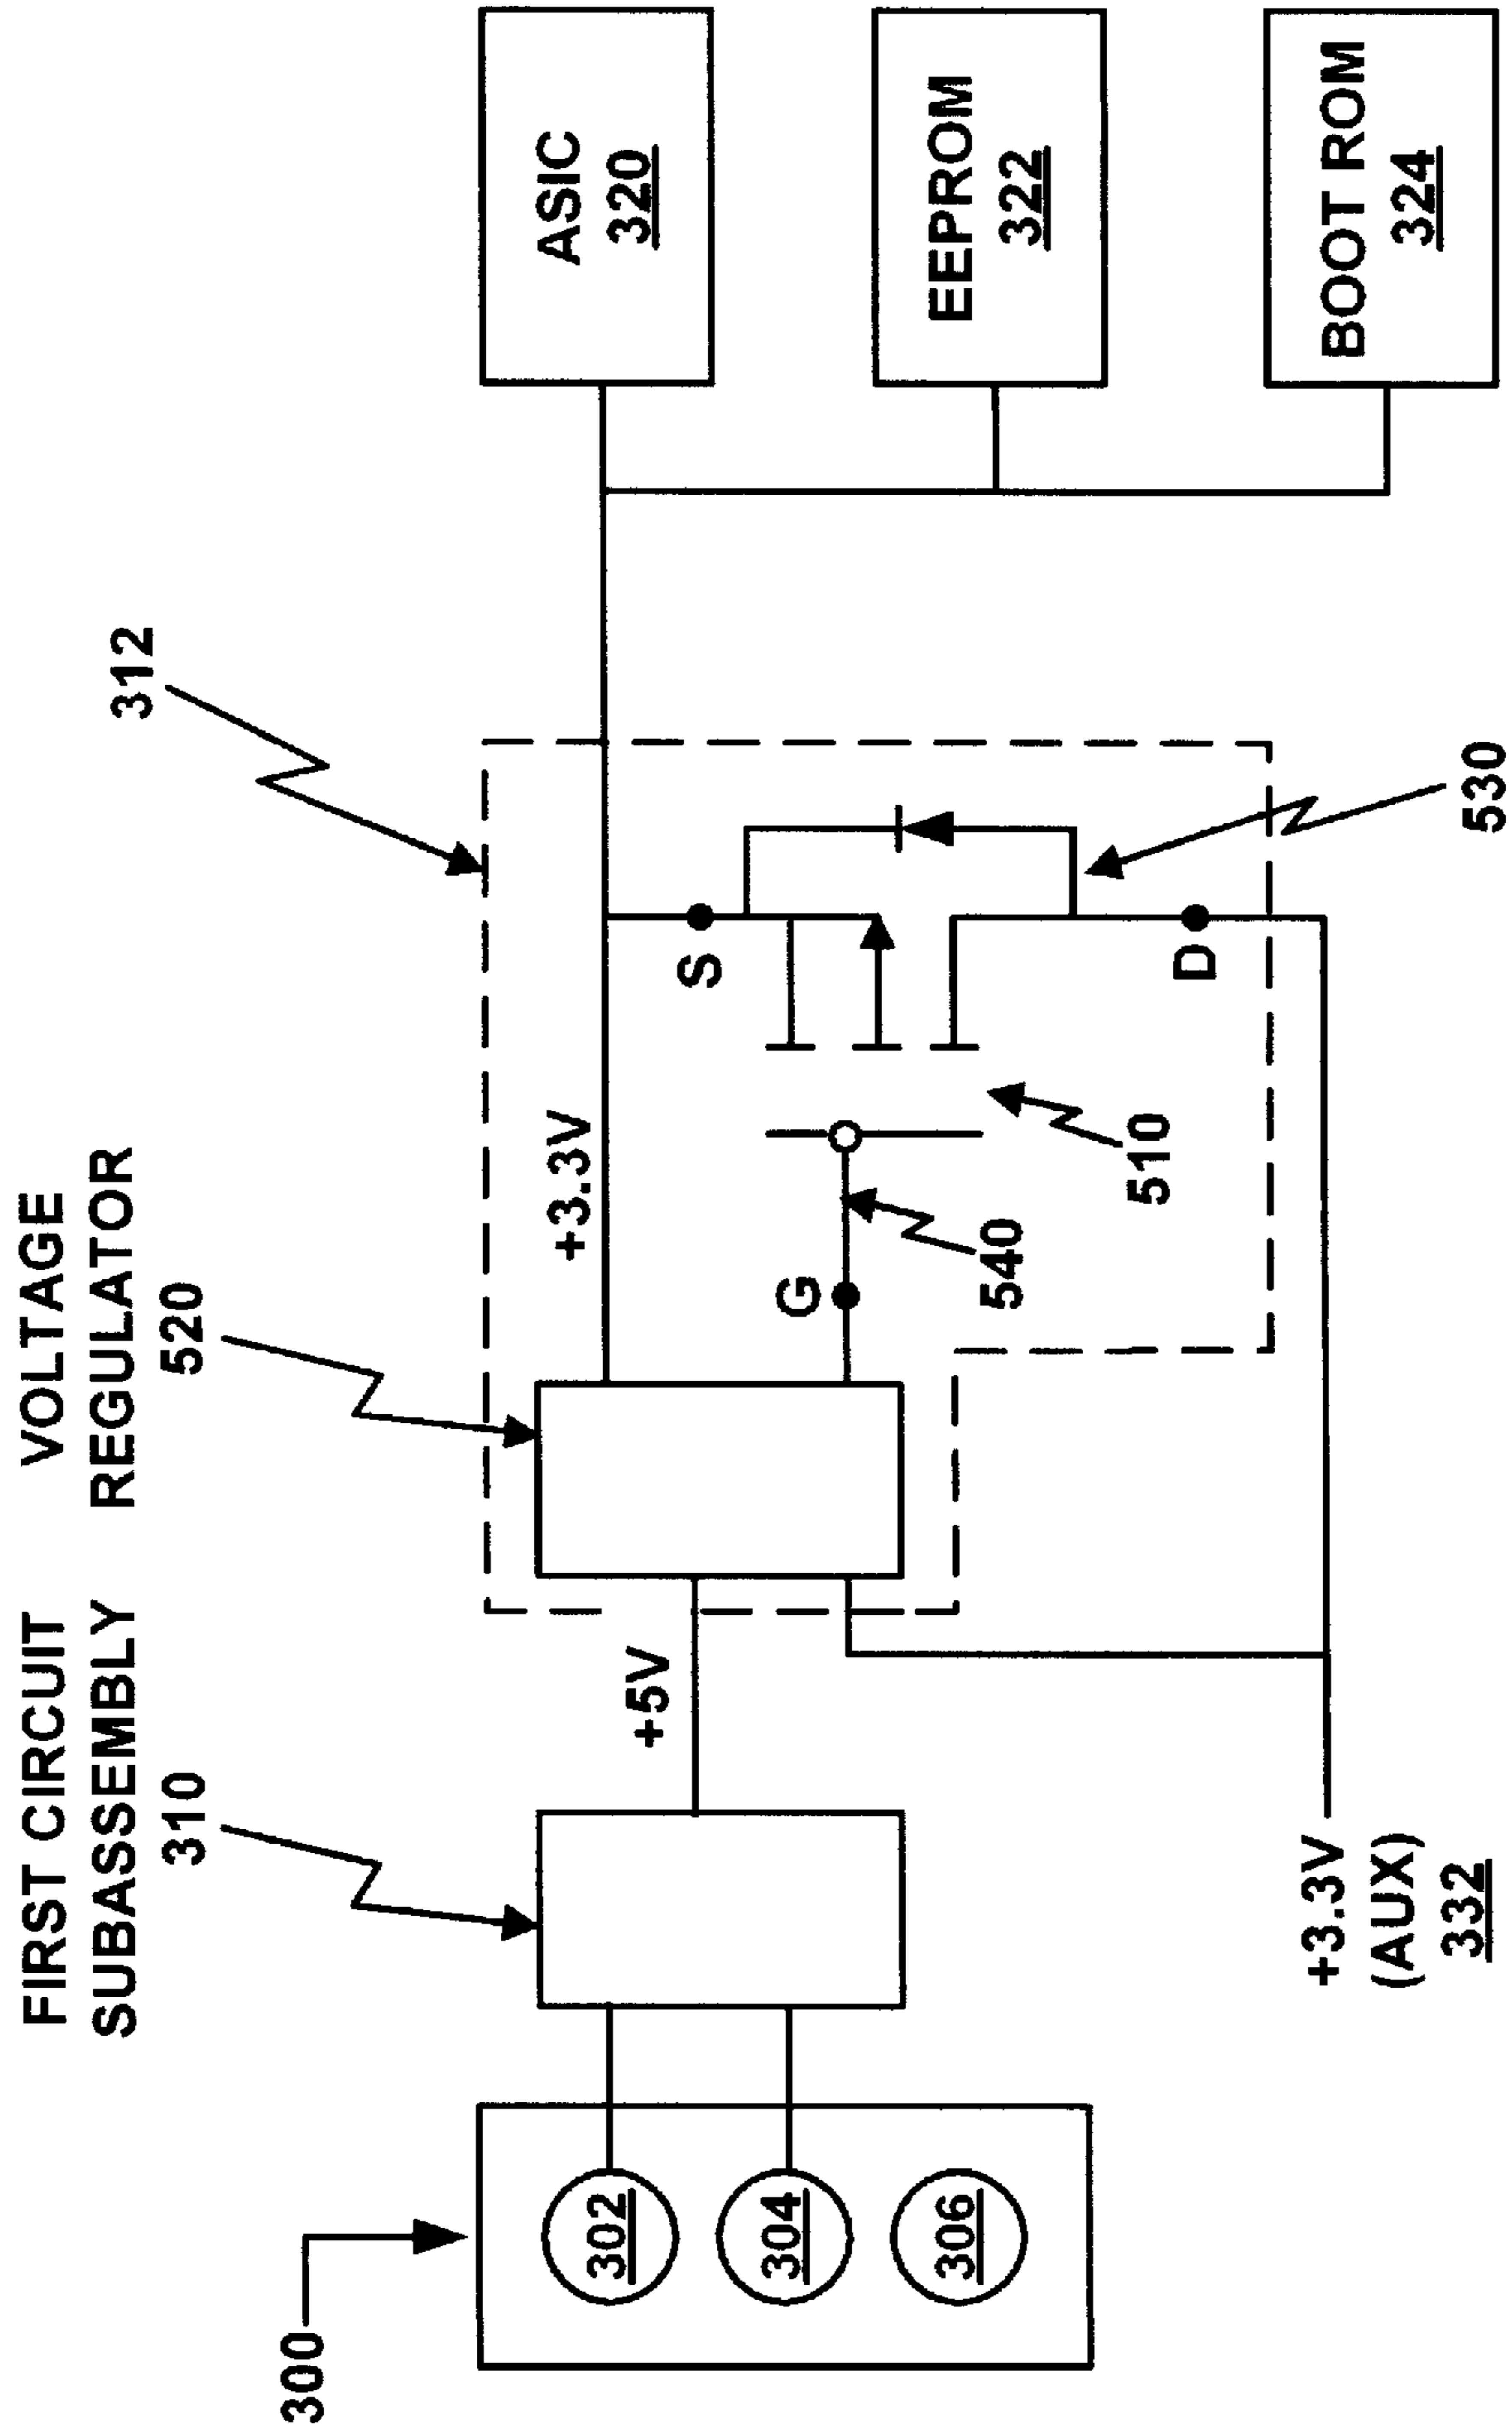 FIRST CIRCUIT
SUBASSEMBLY
310
VOLTAGE
REGULATOR
520
312
300
302
304
306
+5V
+3.3V
G
S
D
540
510
530
+3.3V
(AUX)
332
ASIC
320
EEPROM
322
BOOT ROM
324